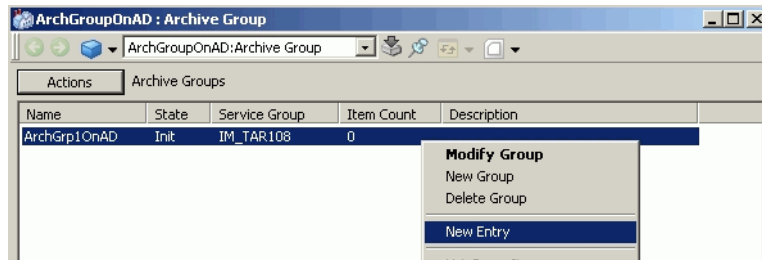 ArchGroupOnAD : Archive Group
ArchGroupOnAD:Archive Group
Actions Archive Groups
Name State Service Group Item Count Description
ArchGrp1OnAD Init IM_TAR108 0
Modify Group
New Group
Delete Group
New Entry